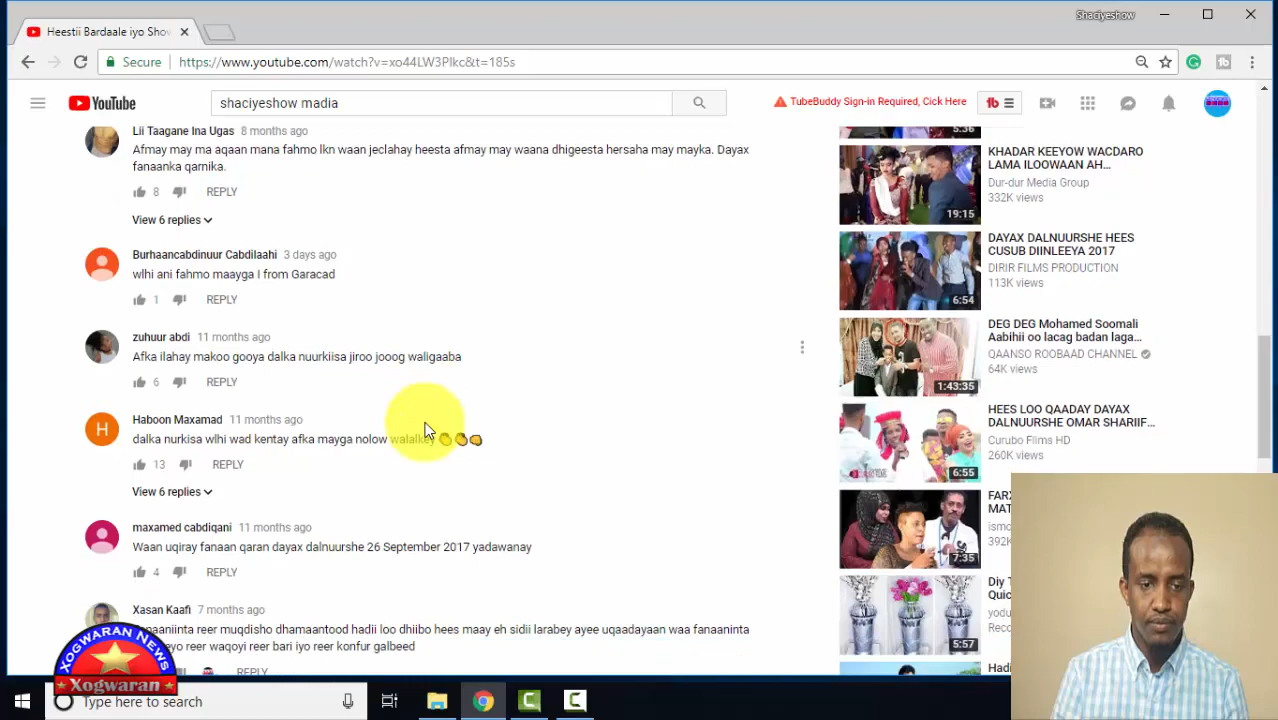 Shaciyeshow
Heestii Bardaale iyo Show
Secure
https://www.youtube.com/watch?v=xo44LW3PIkc&t=185s
YouTube
shaciyeshow madia
TubeBuddy Sign-in Required, Cick Here
Lii Taagane Ina Ugas 8 months ago
Afmay may ma aqaan mana fahmo lkn waan jeclahay heesta afmay may waana dhigeesta hersaha may mayka. Dayax
fanaanka qarnika.
8 REPLY
View 6 replies
Burhaancabdinuur Cabdilaahi 3 days ago
wlhi ani fahmo maayga I from Garacad
1 REPLY
zuhuur abdi 11 months ago
Afka ilahay makoo gooya dalka nuurkiisa jiroo jooog waligaaba
6 REPLY
Haboon Maxamad 11 months ago
H
dalka nurkisa wlhi wad kentay afka mayga nolow walalkey
13 REPLY
View 6 replies
maxamed cabdiqani 11 months ago
Waan uqiray fanaan qaran dayax dalnuurshe 26 September 2017 yadawanay
4 REPLY
Xasan Kaafi 7 months ago
fanaaniinta reer muqdisho dhamaantood hadii loo dhiibo hees maay eh sidii larabey ayee uqaadayaan waa fanaaninta
reer waqoyi reer bari iyo reer konfur galbeed
REPLY
5:36
KHADAR KEEYOW WACDARO
LAMA ILOOWAAN AH...
Dur-dur Media Group
332K views
19:15
DAYAX DALNUURSHE HEES
CUSUB DIINLEEYA 2017
DIRIR FILMS PRODUCTION
113K views
6:54
DEG DEG Mohamed Soomali
Aabihii oo lacag badan laga...
QAANSO ROOBAAD CHANNEL
64K views
1:43:35
HEES LOO QAADAY DAYAX
DALNUURSHE OMAR SHARIIF...
Curubo Films HD
260K views
6:55
7:35
5:57
XOGWARAN NEWS
Xogwaran
Type here to search